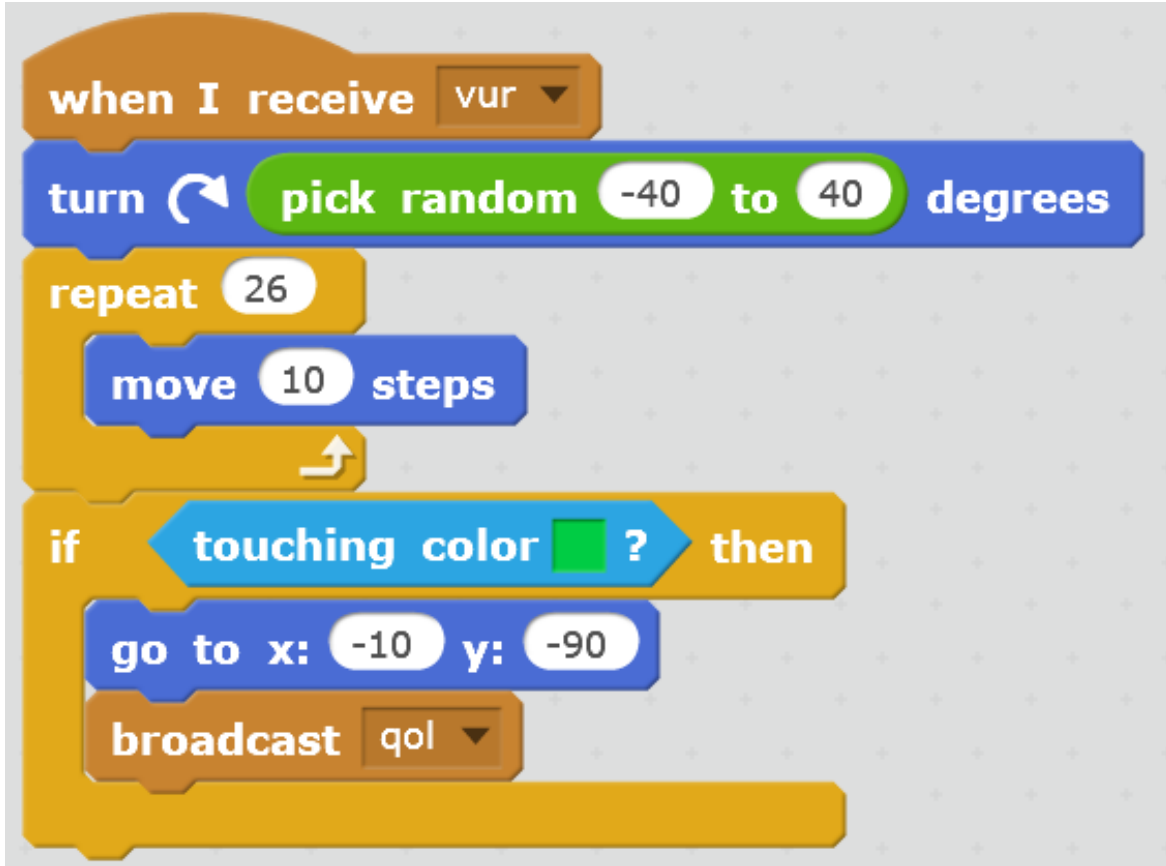 when I receive vur
turn pick random -40 to 40 degrees
repeat 26
move 10 steps
if touching color ? then
go to x: -10 y: -90
broadcast qol